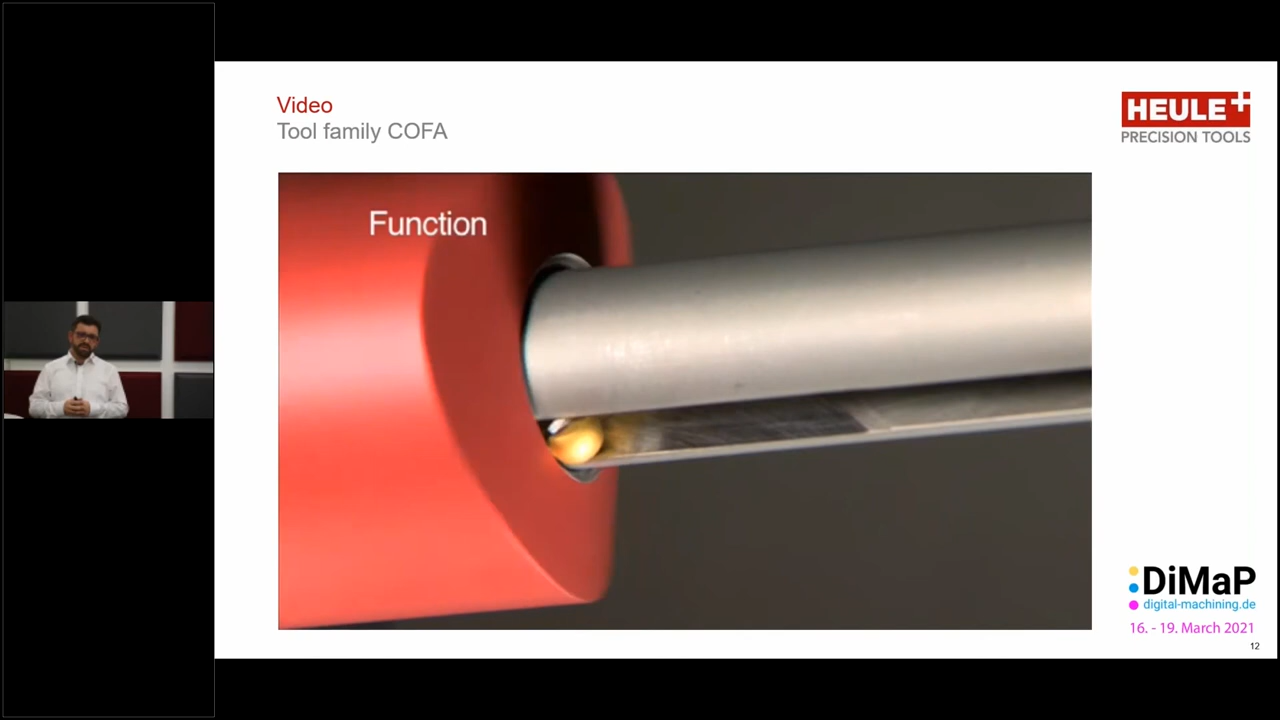 Video
Tool family COFA
HEULE
PRECISION TOOLS
Function
DiMaP
digital-machining.de
16. - 19. March 2021
12